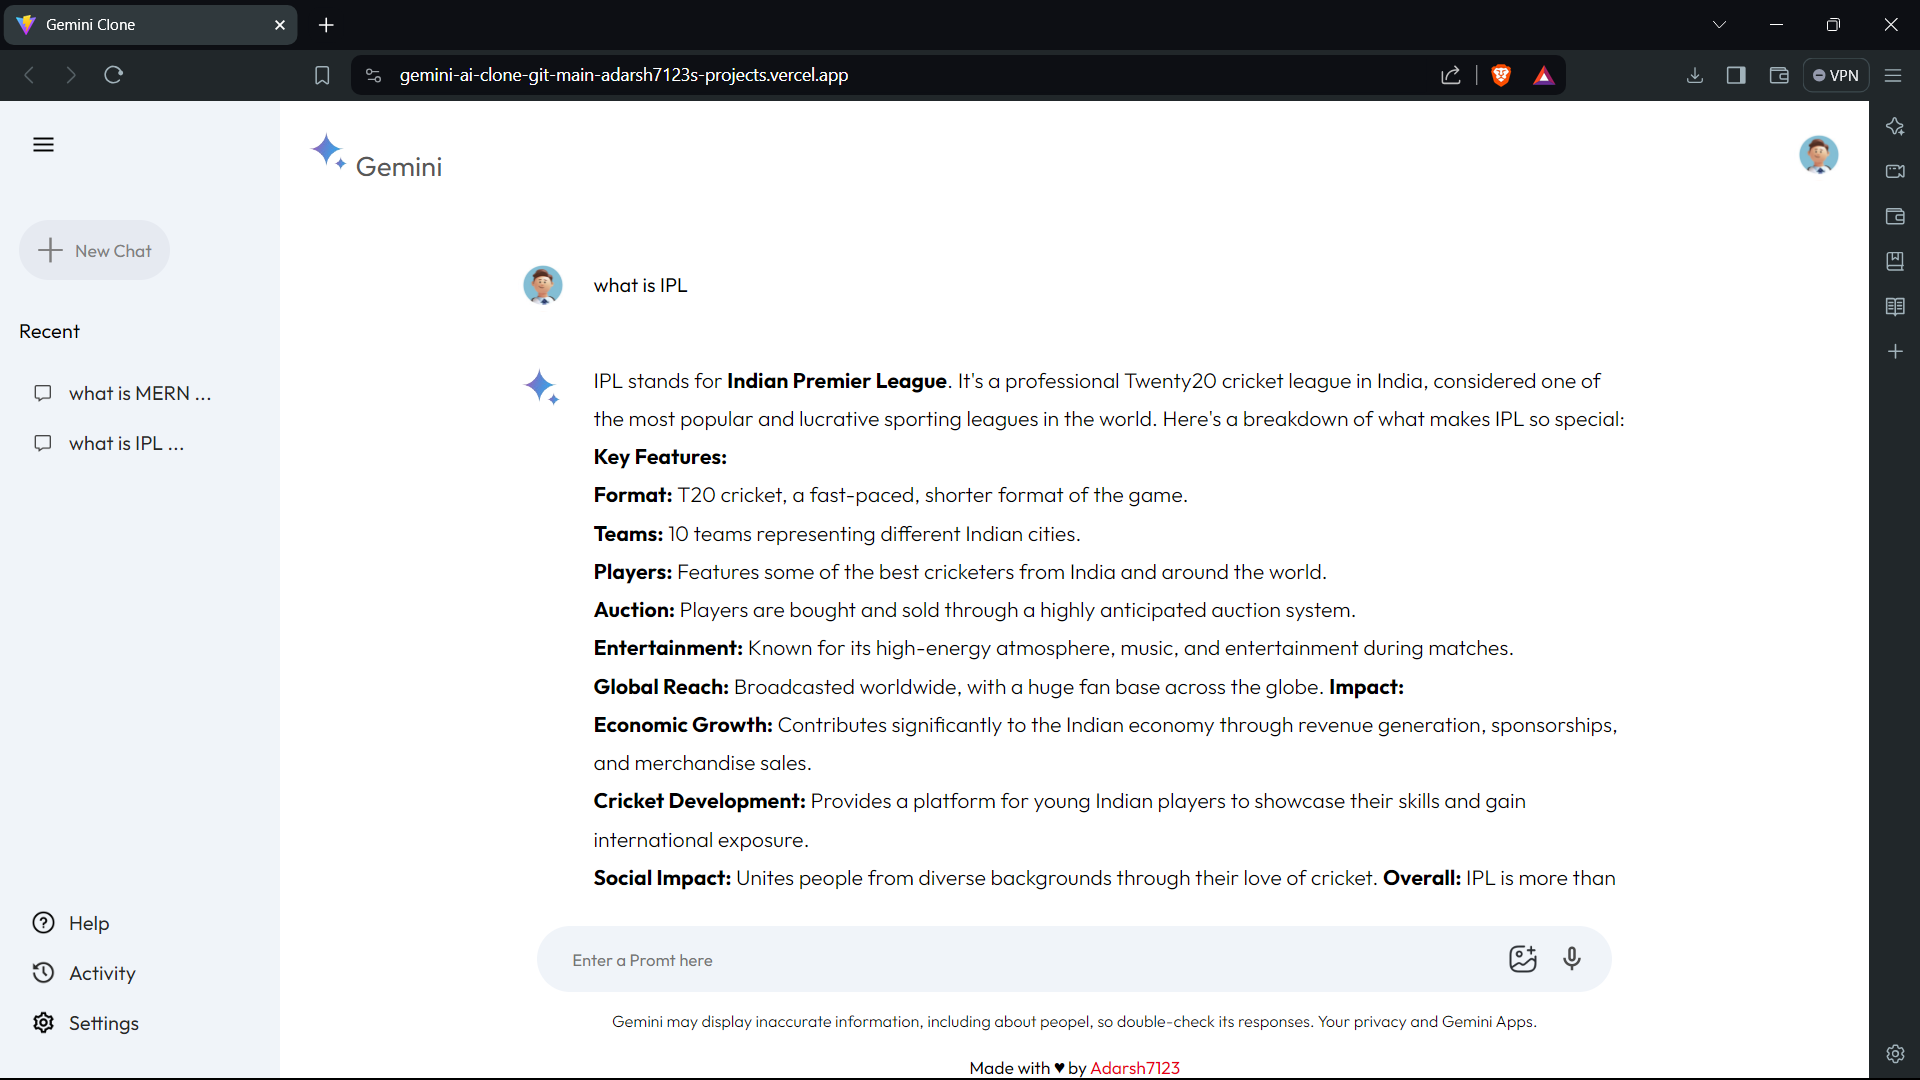 Gemini Clone
gemini-ai-clone-git-main-adarsh7123s-projects.vercel.app
VPN
Gemini
New Chat
Recent
what is MERN ...
what is IPL ...
Help
Activity
Settings
what is IPL
IPL stands for Indian Premier League. It's a professional Twenty20 cricket league in India, considered one of
the most popular and lucrative sporting leagues in the world. Here's a breakdown of what makes IPL so special:
Key Features:
Format: T20 cricket, a fast-paced, shorter format of the game.
Teams: 10 teams representing different Indian cities.
Players: Features some of the best cricketers from India and around the world.
Auction: Players are bought and sold through a highly anticipated auction system.
Entertainment: Known for its high-energy atmosphere, music, and entertainment during matches.
Global Reach: Broadcasted worldwide, with a huge fan base across the globe. Impact:
Economic Growth: Contributes significantly to the Indian economy through revenue generation, sponsorships,
and merchandise sales.
Cricket Development: Provides a platform for young Indian players to showcase their skills and gain
international exposure.
Social Impact: Unites people from diverse backgrounds through their love of cricket. Overall: IPL is more than
Enter a Promt here
Gemini may display inaccurate information, including about peopel, so double-check its responses. Your privacy and Gemini Apps.
Made with ♥ by Adarsh7123